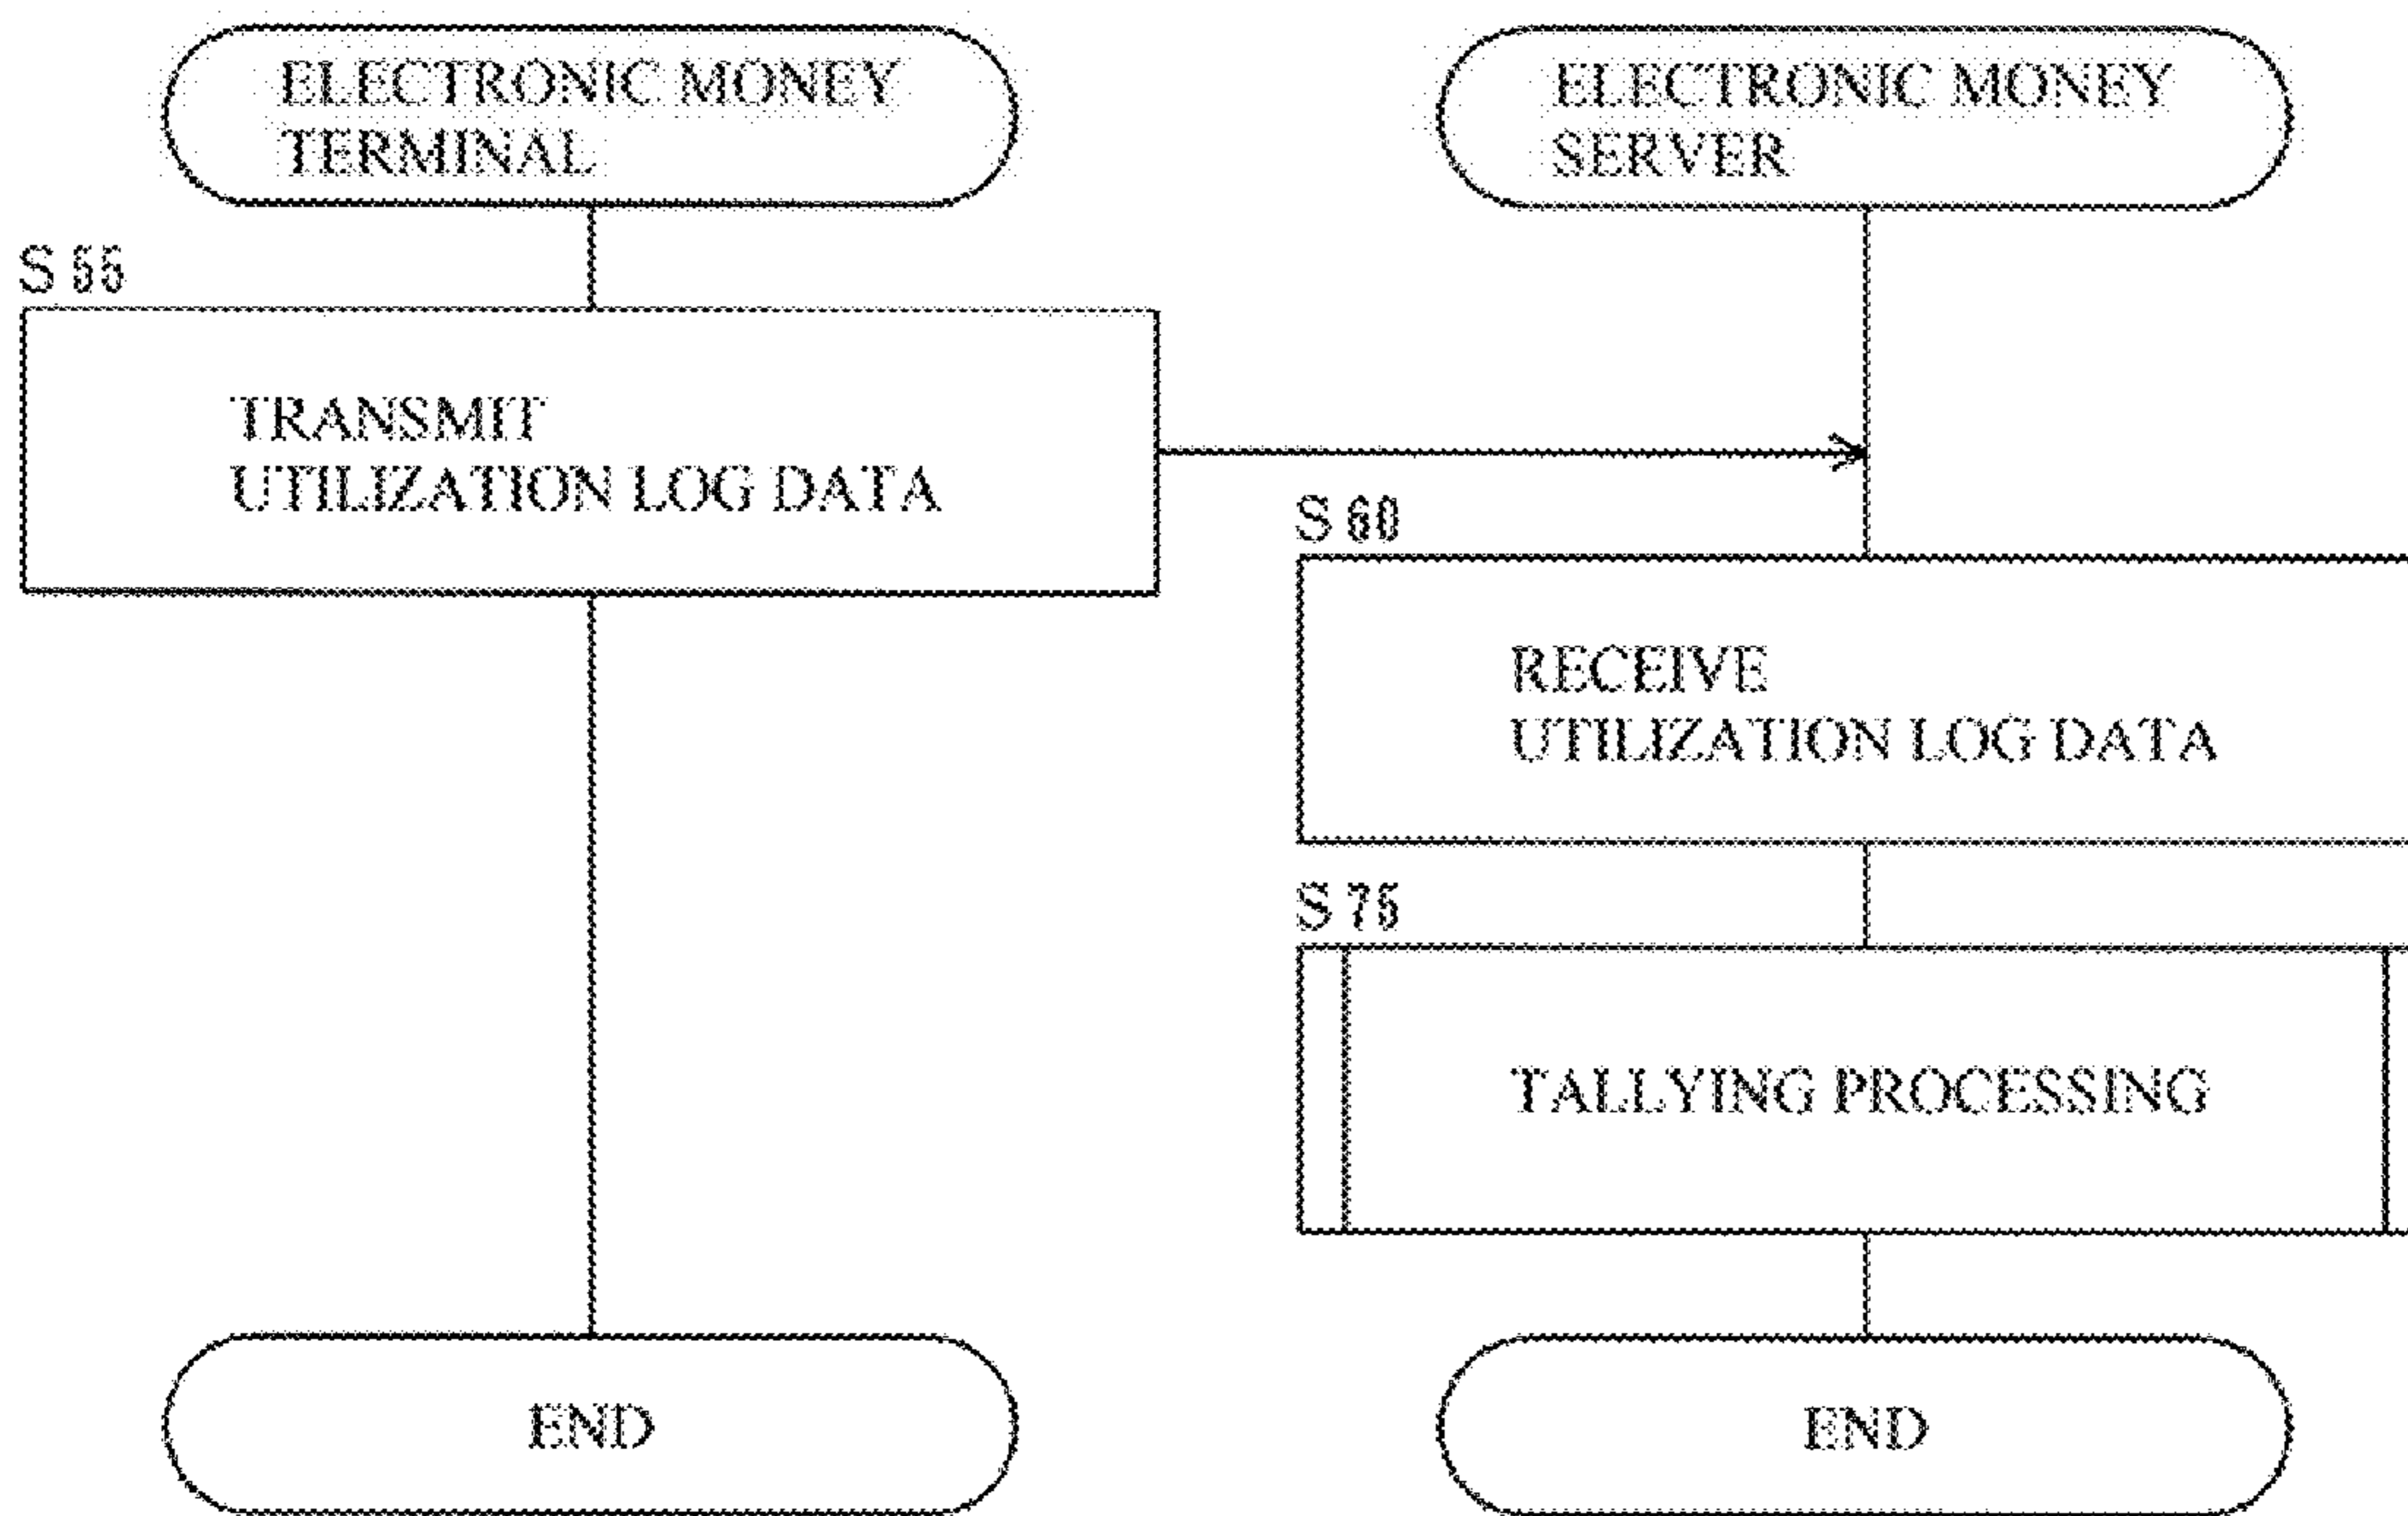 ELECTRONIC MONEY
TERMINAL
S 55
TRANSMIT
UTILIZATION LOG DATA
END
ELECTRONIC MONEY
SERVER
S 60
RECEIVE
UTILIZATION LOG DATA
S 75
TALLYING PROCESSING
END